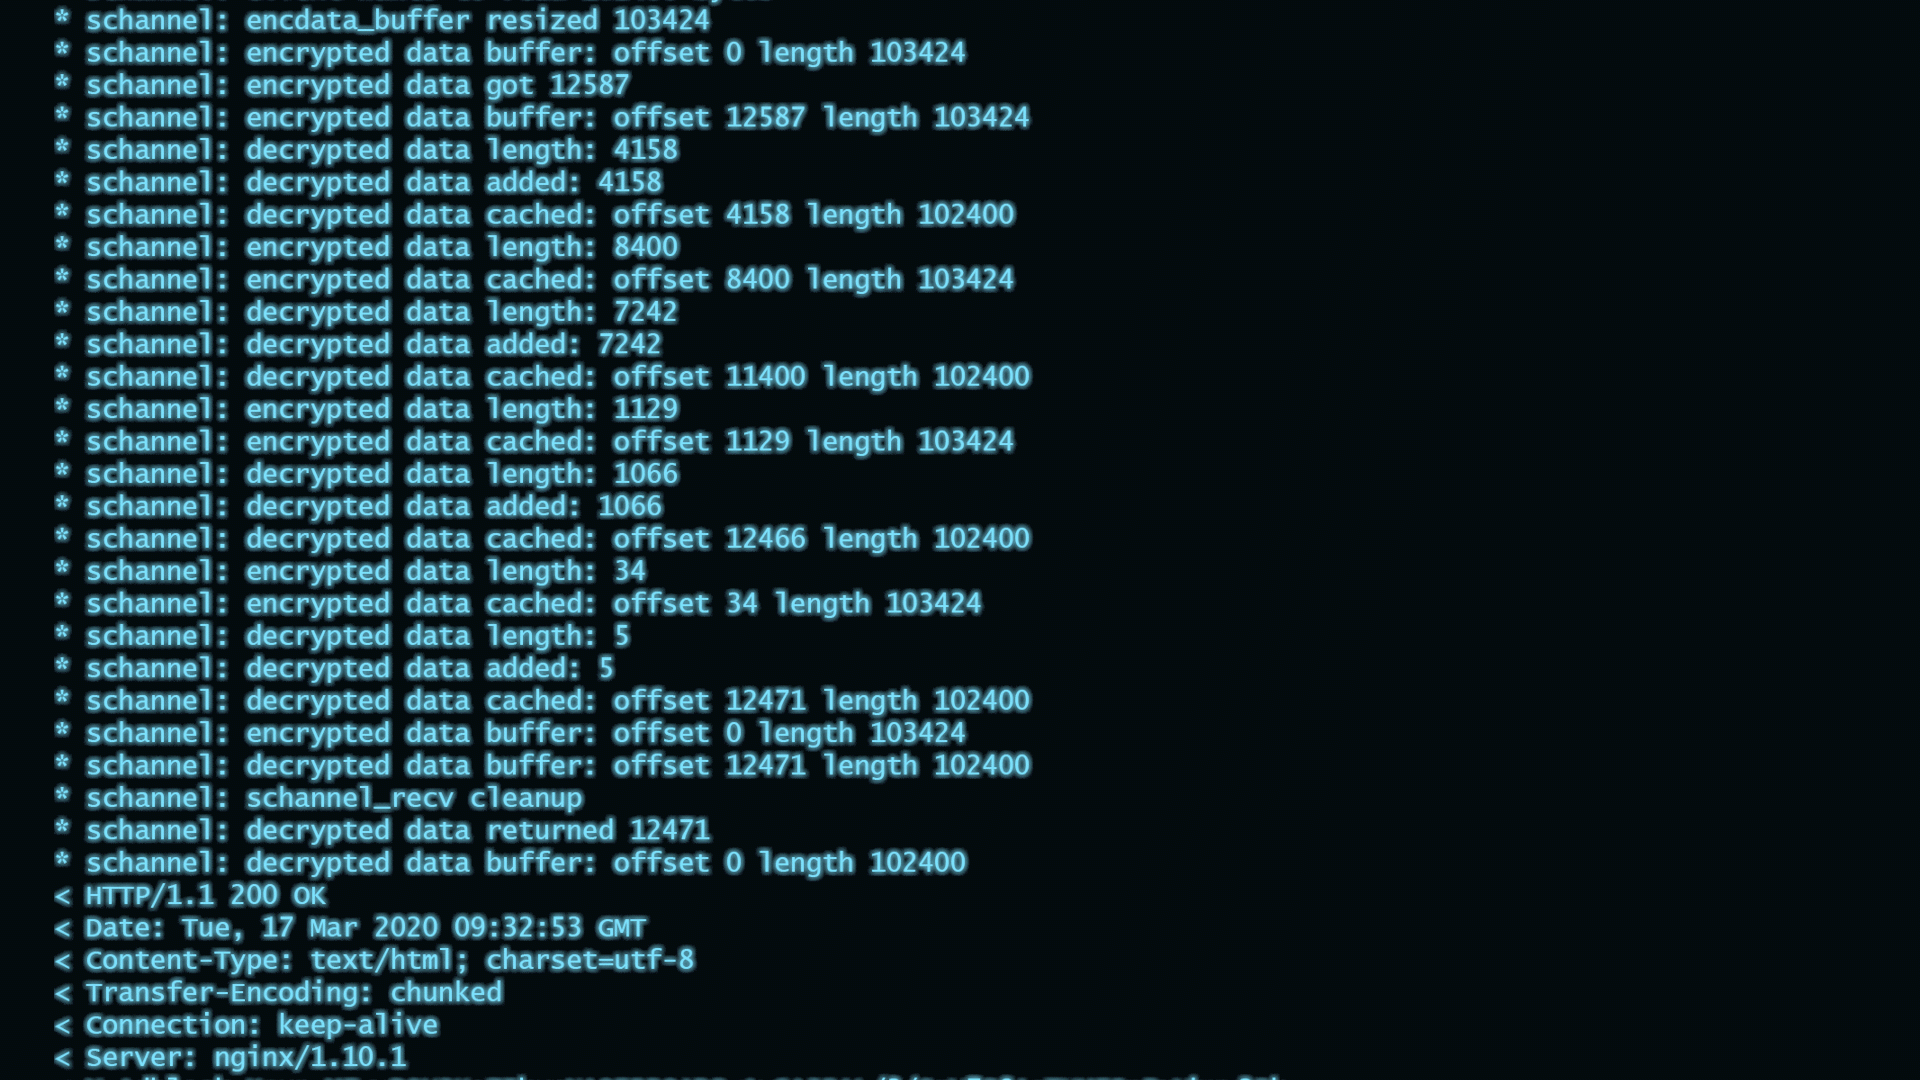 * schannel: encdata_buffer resized 103424
* schannel: encrypted data buffer: offset 0 length 103424
* schannel: encrypted data got 12587
* schannel: encrypted data buffer: offset 12587 length 103424
* schannel: decrypted data length: 4158
* schannel: decrypted data added: 4158
* schannel: decrypted data cached: offset 4158 length 102400
* schannel: encrypted data length: 8400
* schannel: encrypted data cached: offset 8400 length 103424
* schannel: decrypted data length: 7242
* schannel: decrypted data added: 7242
* schannel: decrypted data cached: offset 11400 length 102400
* schannel: encrypted data length: 1129
* schannel: encrypted data cached: offset 1129 length 103424
* schannel: decrypted data length: 1066
* schannel: decrypted data added: 1066
* schannel: decrypted data cached: offset 12466 length 102400
* schannel: encrypted data length: 34
* schannel: encrypted data cached: offset 34 length 103424
* schannel: decrypted data length: 5
* schannel: decrypted data added: 5
* schannel: decrypted data cached: offset 12471 length 102400
* schannel: encrypted data buffer: offset 0 length 103424
* schannel: decrypted data buffer: offset 12471 length 102400
* schannel: schannel_recv cleanup
* schannel: decrypted data returned 12471
* schannel: decrypted data buffer: offset 0 length 102400
< HTTP/1.1 200 OK
< Date: Tue, 17 Mar 2020 09:32:53 GMT
< Content-Type: text/html; charset=utf-8
< Transfer-Encoding: chunked
< Connection: keep-alive
< Server: nginx/1.10.1